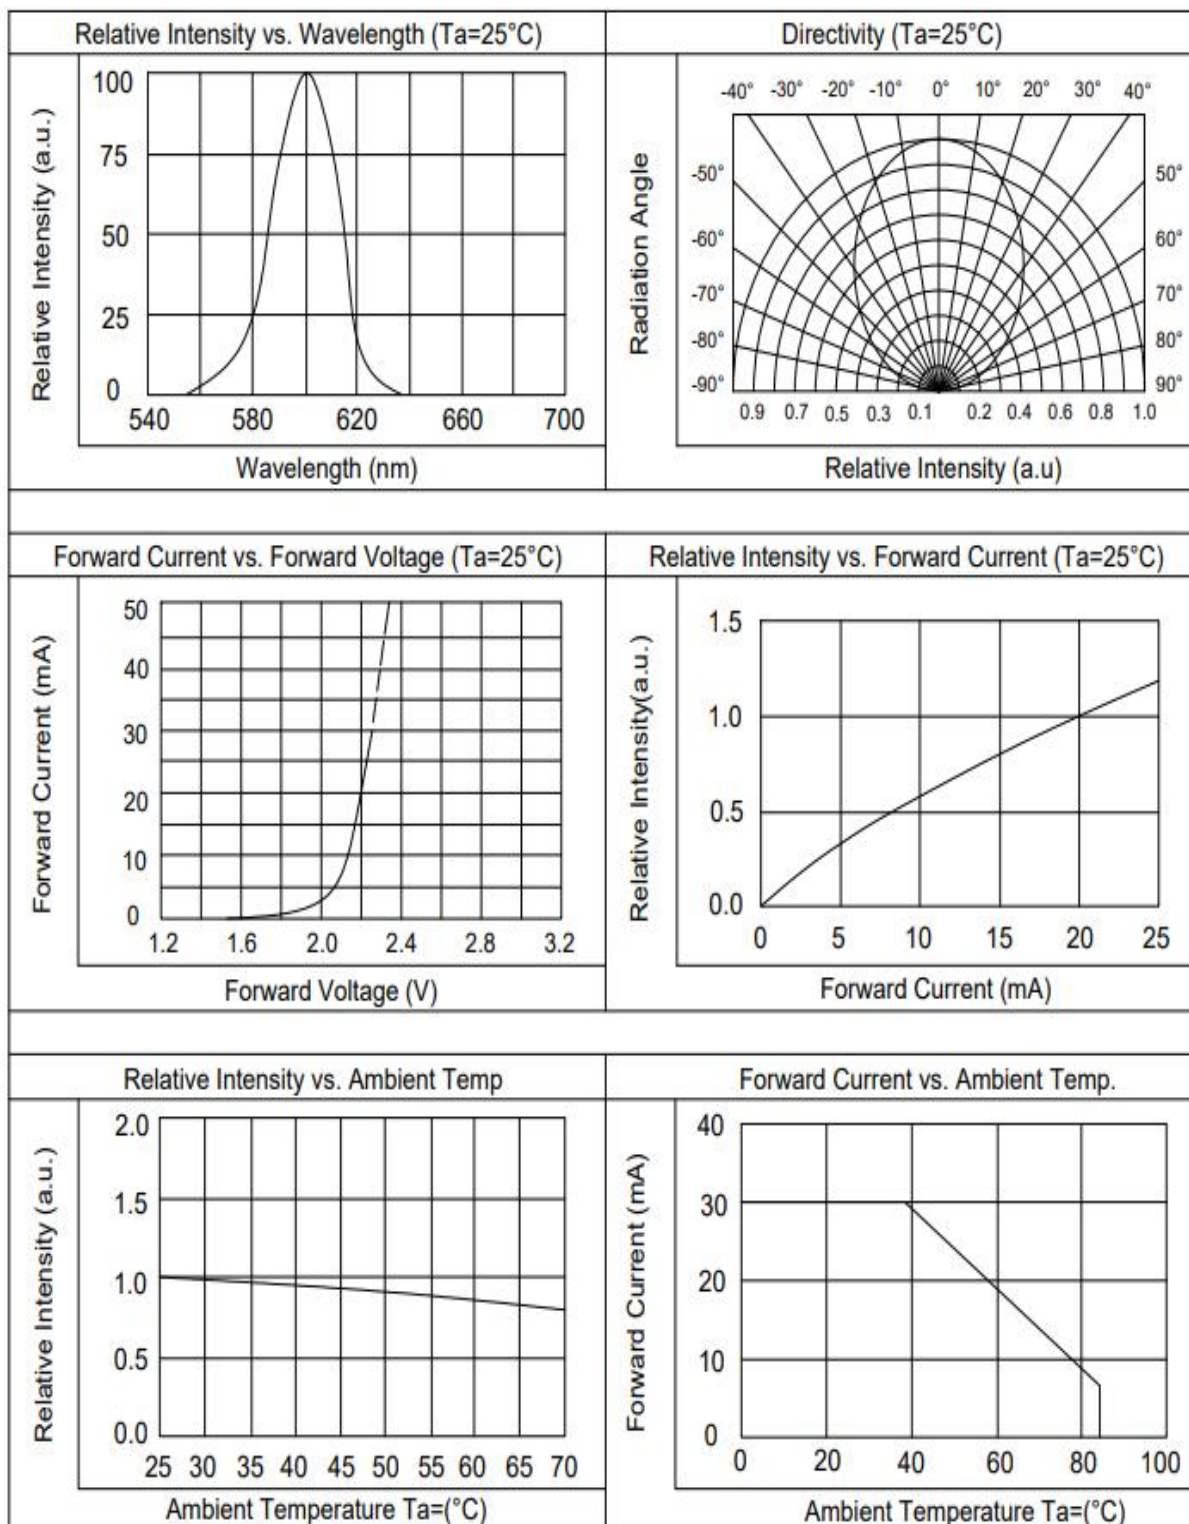 Relative Intensity vs. Wavelength (Ta=25°C)
Relative Intensity (a.u.)
100
75
50
25
0
540 580 620 660 700
Wavelength (nm)
Directivity (Ta=25°C)
Radiation Angle
-40° -30° -20° -10° 0° 10° 20° 30° 40°
-50° 50°
-60° 60°
-70° 70°
-80° 80°
-90° 90°
0.9 0.7 0.5 0.3 0.1 0.2 0.4 0.6 0.8 1.0
Relative Intensity (a.u)
Forward Current vs. Forward Voltage (Ta=25°C)
Forward Current (mA)
50
40
30
20
10
0
1.2 1.6 2.0 2.4 2.8 3.2
Forward Voltage (V)
Relative Intensity vs. Forward Current (Ta=25°C)
Relative Intensity(a.u.)
1.5
1.0
0.5
0.0
0 5 10 15 20 25
Forward Current (mA)
Relative Intensity vs. Ambient Temp
Relative Intensity (a.u.)
2.0
1.5
1.0
0.5
0.0
25 30 35 40 45 50 55 60 65 70
Ambient Temperature Ta=(°C)
Forward Current vs. Ambient Temp.
Forward Current (mA)
40
30
20
10
0
0 20 40 60 80 100
Ambient Temperature Ta=(°C)